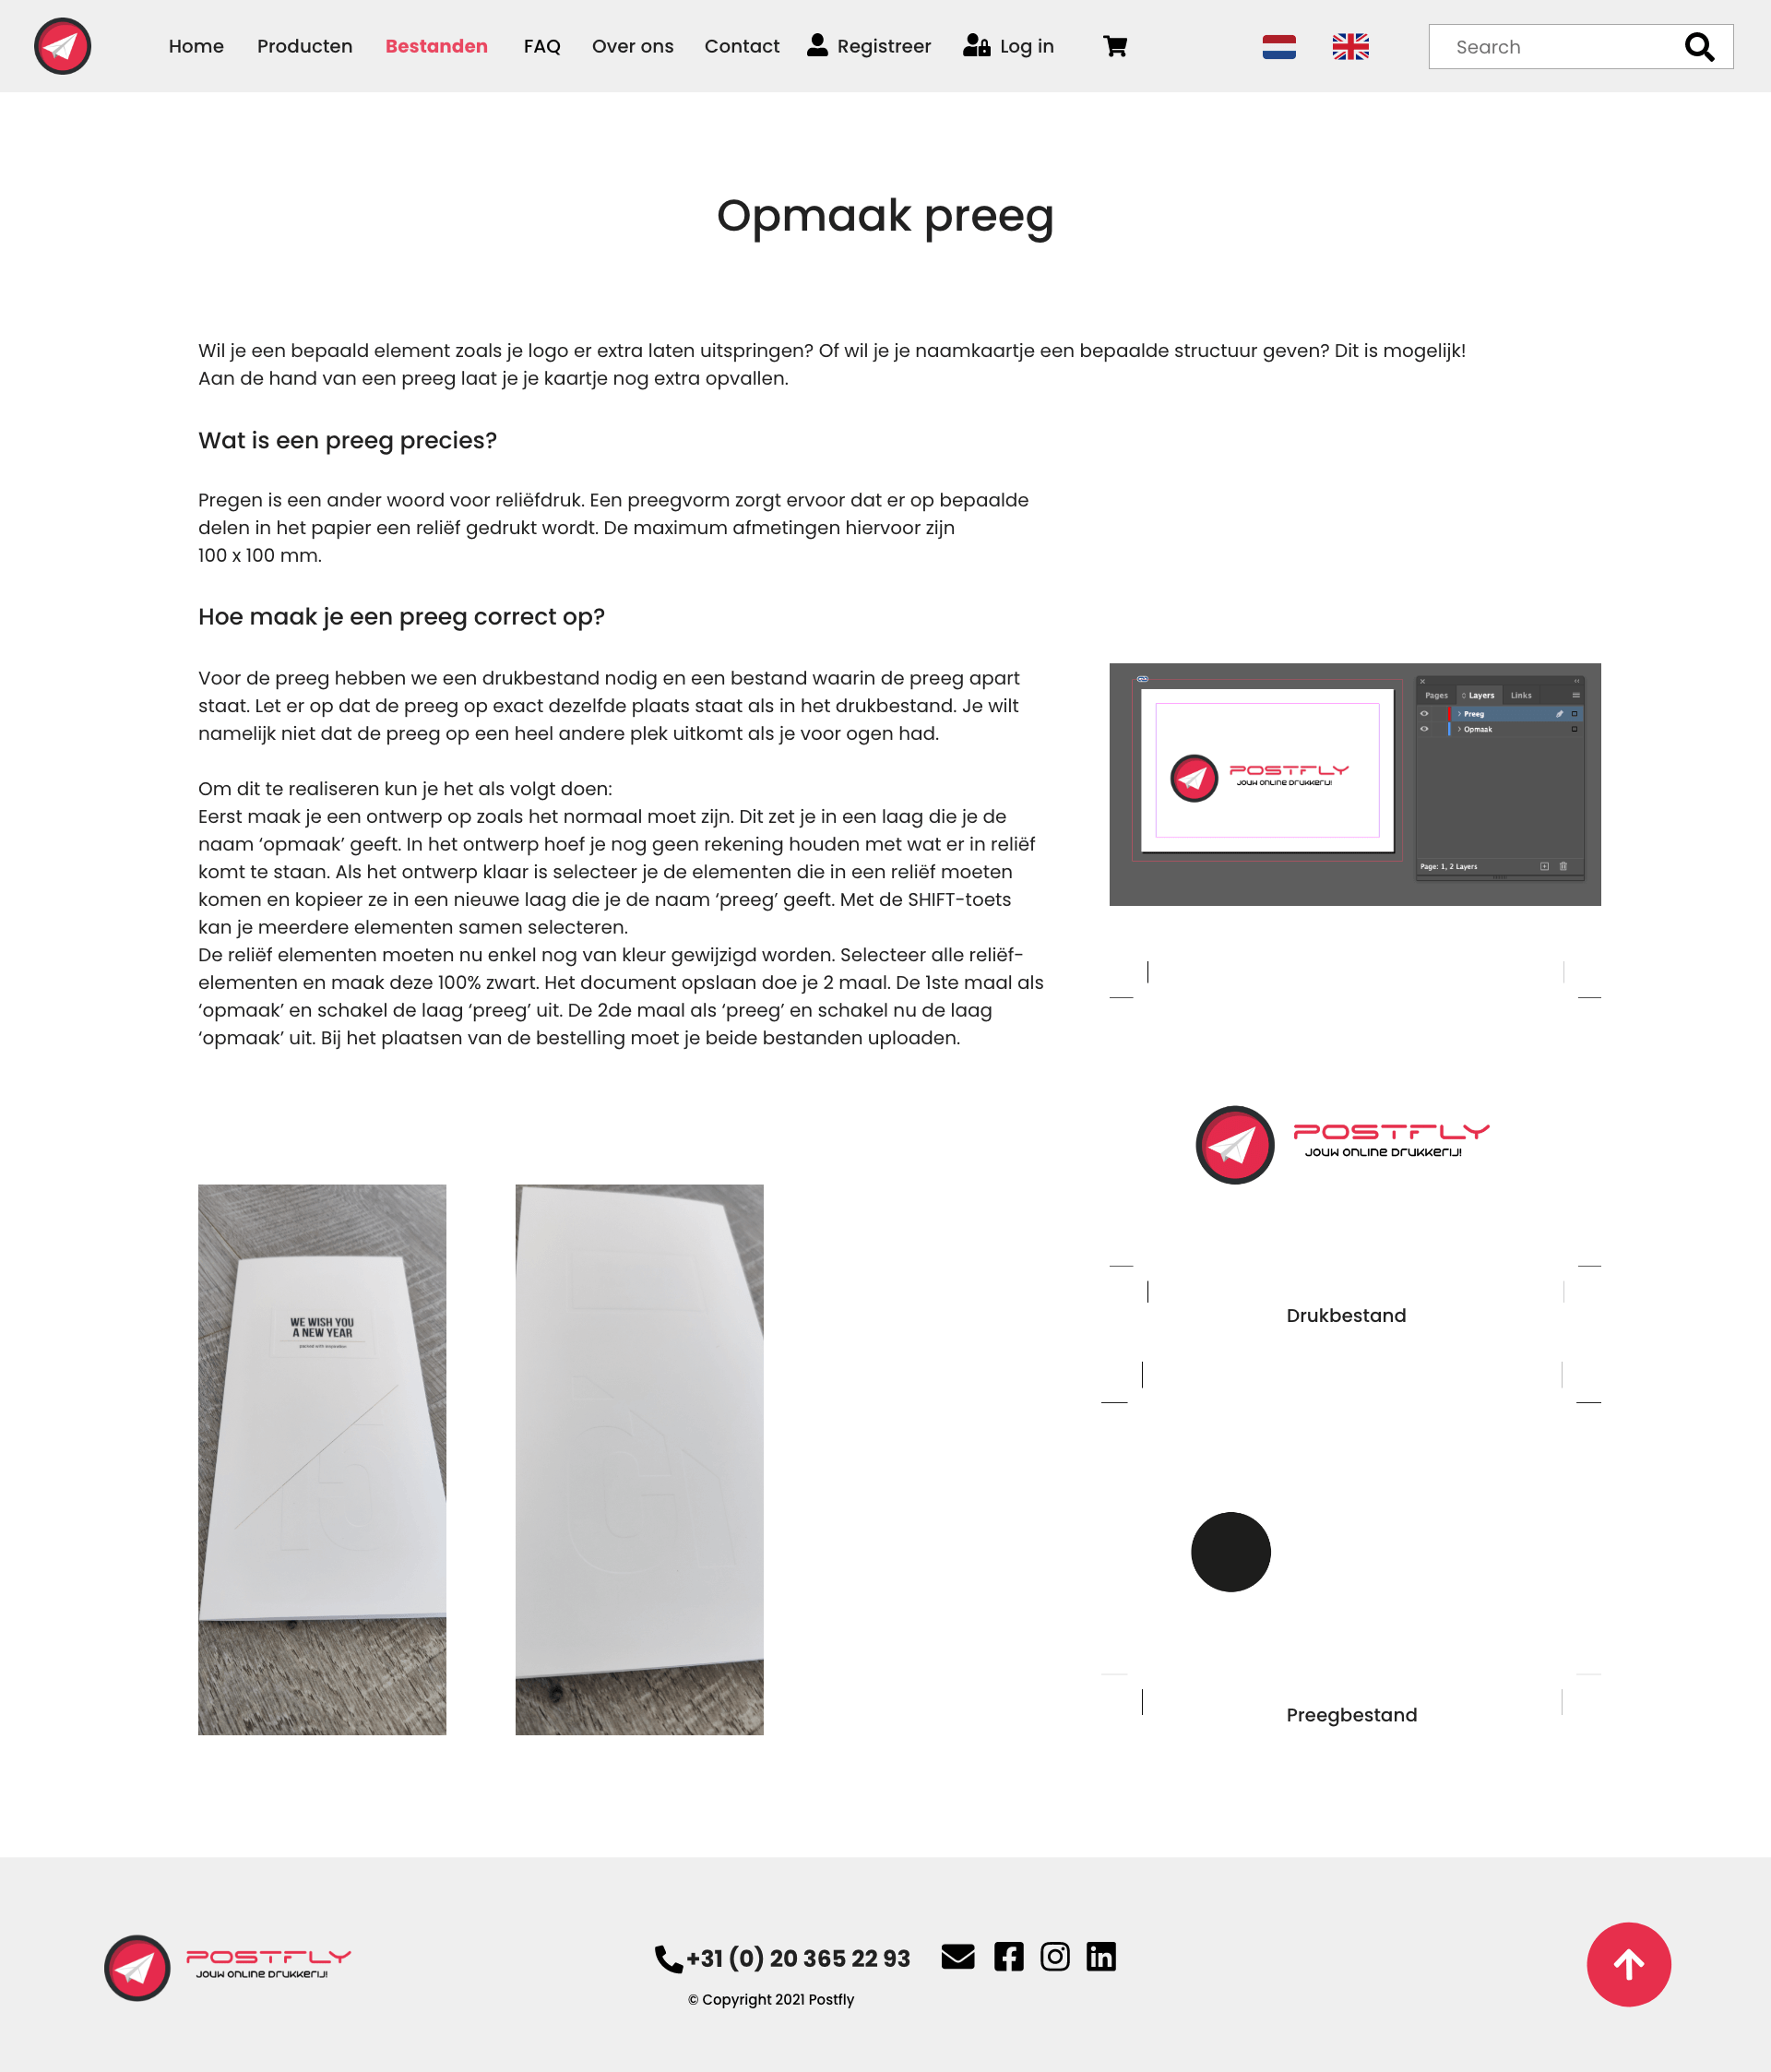 Home Producten Bestanden FAQ Over ons Contact Registreer Log in Search
Opmaak preeg
Wil je een bepaald element zoals je logo er extra laten uitspringen? Of wil je je naamkaartje een bepaalde structuur geven? Dit is mogelijk!
Aan de hand van een preeg laat je je kaartje nog extra opvallen.
Wat is een preeg precies?
Pregen is een ander woord voor reliëfdruk. Een preegvorm zorgt ervoor dat er op bepaalde
delen in het papier een reliëf gedrukt wordt. De maximum afmetingen hiervoor zijn
100 x 100 mm.
Hoe maak je een preeg correct op?
Voor de preeg hebben we een drukbestand nodig en een bestand waarin de preeg apart
staat. Let er op dat de preeg op exact dezelfde plaats staat als in het drukbestand. Je wilt
namelijk niet dat de preeg op een heel andere plek uitkomt als je voor ogen had.
Om dit te realiseren kun je het als volgt doen:
Eerst maak je een ontwerp op zoals het normaal moet zijn. Dit zet je in een laag die je de
naam ‘opmaak’ geeft. In het ontwerp hoef je nog geen rekening houden met wat er in reliëf
komt te staan. Als het ontwerp klaar is selecteer je de elementen die in een reliëf moeten
komen en kopieer ze in een nieuwe laag die je de naam ‘preeg’ geeft. Met de SHIFT-toets
kan je meerdere elementen samen selecteren.
De reliëf elementen moeten nu enkel nog van kleur gewijzigd worden. Selecteer alle reliëf-
elementen en maak deze 100% zwart. Het document opslaan doe je 2 maal. De 1ste maal als
‘opmaak’ en schakel de laag ‘preeg’ uit. De 2de maal als ‘preeg’ en schakel nu de laag
‘opmaak’ uit. Bij het plaatsen van de bestelling moet je beide bestanden uploaden.
Pages Layers Links
Preeg
Opmaak
Page: 1, 2 Layers
POSTFLY
Jouw online drukkerij!
POSTFLY
Jouw online drukkerij!
Drukbestand
WE WISH YOU
A NEW YEAR
Preegbestand
POSTFLY
Jouw online drukkerij!
+31 (0) 20 365 22 93
© Copyright 2021 Postfly